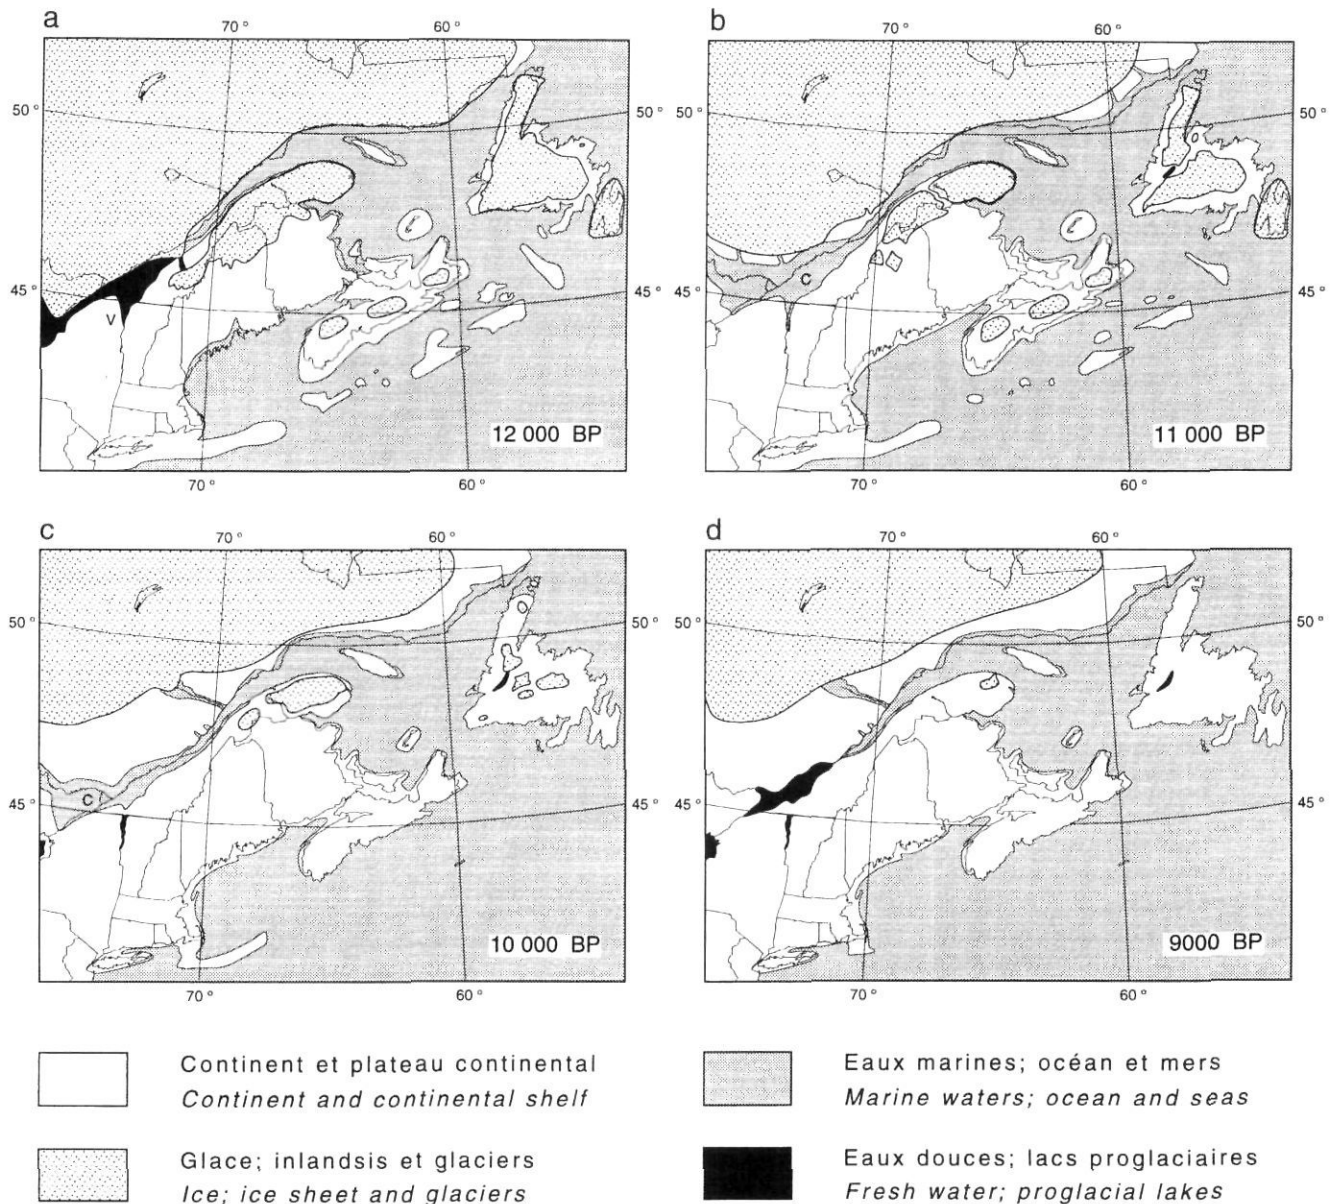 a
70 °
60 °
50 °
45 °
V
12 000 BP
70 °
60 °
b
70 °
60 °
50 °
50 °
45 °
45 °
C
11 000 BP
70 °
60 °
c
70 °
60 °
50 °
45 °
C
10 000 BP
70 °
60 °
d
70 °
60 °
50 °
50 °
45 °
45 °
9000 BP
70 °
60 °
Continent et plateau continental
Continent and continental shelf
Glace; inlandsis et glaciers
Ice; ice sheet and glaciers
Eaux marines; océan et mers
Marine waters; ocean and seas
Eaux douces; lacs proglaciaires
Fresh water; proglacial lakes